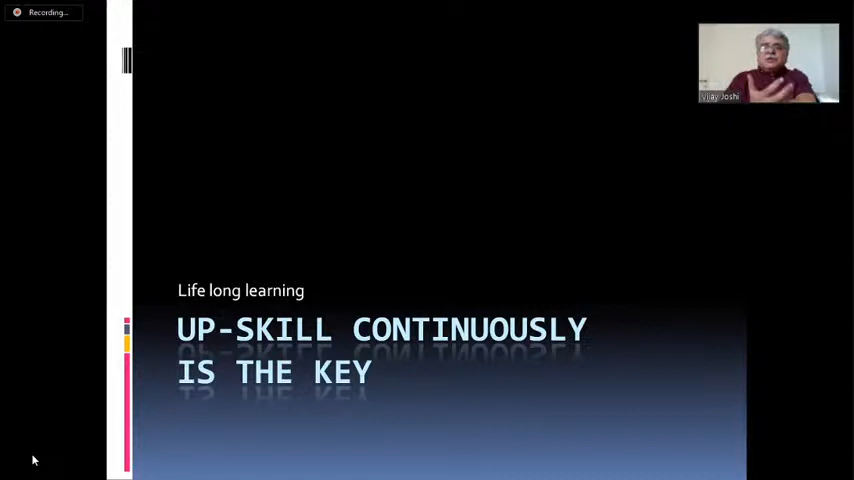 Recording...
Vijay Joshi
Life long learning
UP-SKILL CONTINUOUSLY
IS THE KEY